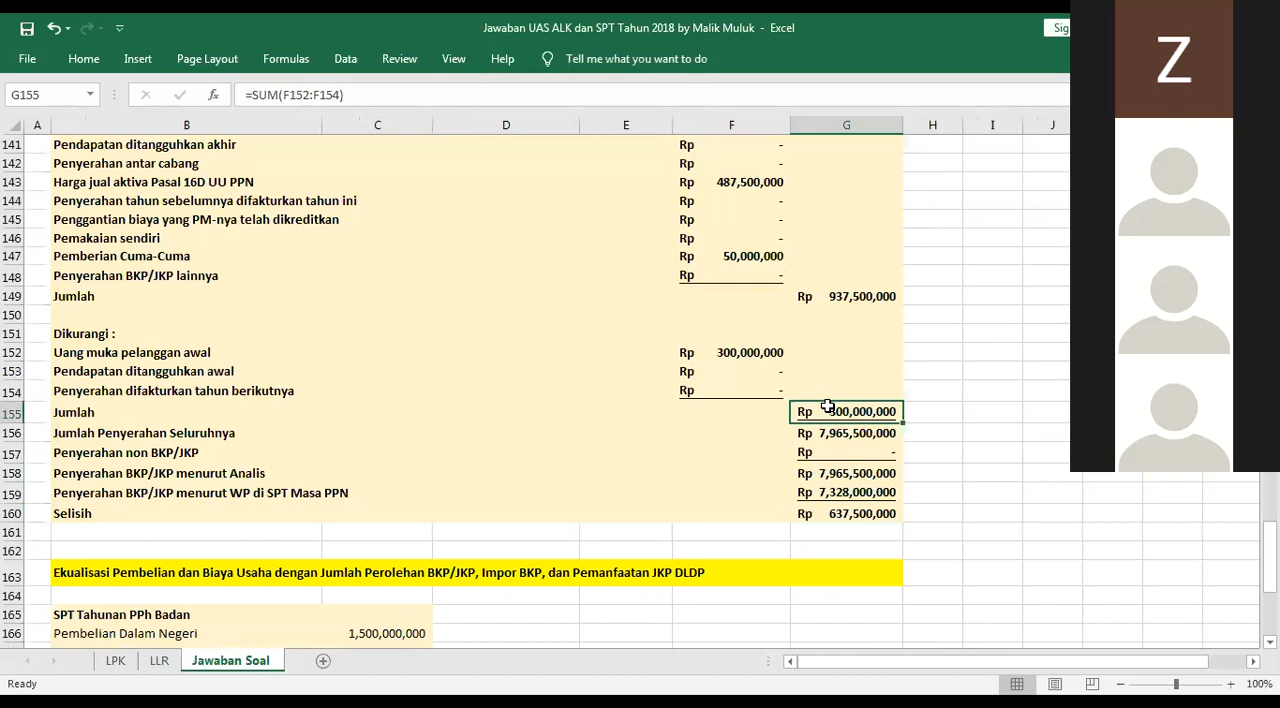 Jawaban UAS ALK dan SPT Tahun 2018 by Malik Muluk - Excel
Sig
File Home Insert Page Layout Formulas Data Review View Help Tell me what you want to do
Z
G155 fx =SUM(F152:F154)
A B C D E F G H I J
141 Pendapatan ditangguhkan akhir Rp -
142 Penyerahan antar cabang Rp -
143 Harga jual aktiva Pasal 16D UU PPN Rp 487,500,000
144 Penyerahan tahun sebelumnya difakturkan tahun ini Rp -
145 Penggantian biaya yang PM-nya telah dikreditkan Rp -
146 Pemakaian sendiri Rp -
147 Pemberian Cuma-Cuma Rp 50,000,000
148 Penyerahan BKP/JKP lainnya Rp -
149 Jumlah Rp 937,500,000
150
151 Dikurangi :
152 Uang muka pelanggan awal Rp 300,000,000
153 Pendapatan ditangguhkan awal Rp -
154 Penyerahan difakturkan tahun berikutnya Rp -
155 Jumlah Rp 300,000,000
156 Jumlah Penyerahan Seluruhnya Rp 7,965,500,000
157 Penyerahan non BKP/JKP Rp -
158 Penyerahan BKP/JKP menurut Analis Rp 7,965,500,000
159 Penyerahan BKP/JKP menurut WP di SPT Masa PPN Rp 7,328,000,000
160 Selisih Rp 637,500,000
161
162
163 Ekualisasi Pembelian dan Biaya Usaha dengan Jumlah Perolehan BKP/JKP, Impor BKP, dan Pemanfaatan JKP DLDP
164
165 SPT Tahunan PPh Badan
166 Pembelian Dalam Negeri 1,500,000,000
LPK LLR Jawaban Soal
Ready 100%